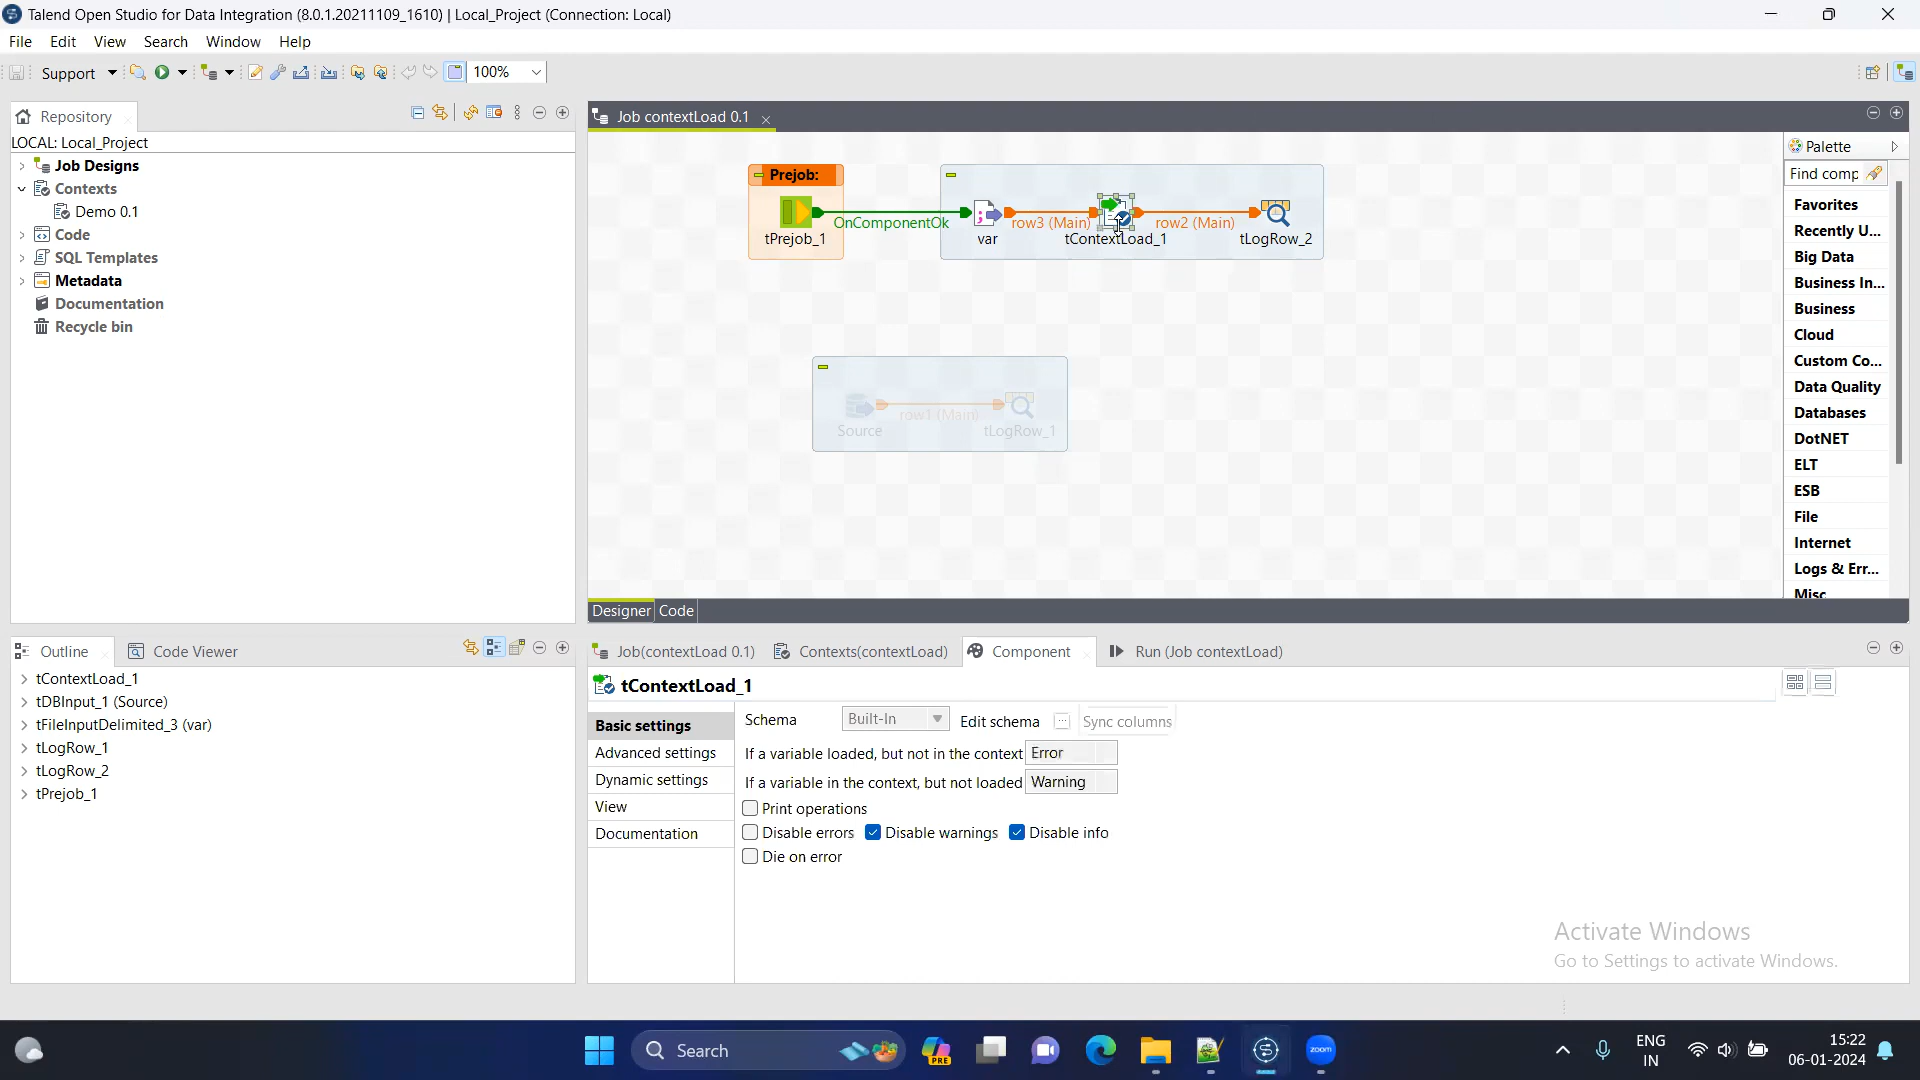 Talend Open Studio for Data Integration (8.0.1.20211109_1610) | Local_Project (Connection: Local)
File Edit View Search Window Help
Support 100%
Repository
LOCAL: Local_Project
Job Designs
Contexts
Demo 0.1
Code
SQL Templates
Metadata
Documentation
Recycle bin
Job contextLoad 0.1
Prejob:
OnComponentOk row3 (Main) row2 (Main)
tPrejob_1 var tContextLoad_1 tLogRow_2
row1 (Main)
Source tLogRow_1
Palette
Find comp
Favorites
Recently U...
Big Data
Business In...
Business
Cloud
Custom Co...
Data Quality
Databases
DotNET
ELT
ESB
File
Internet
Logs & Err...
Misc
Designer Code
Outline Code Viewer
tContextLoad_1
tDBInput_1 (Source)
tFileInputDelimited_3 (var)
tLogRow_1
tLogRow_2
tPrejob_1
Job(contextLoad 0.1) Contexts(contextLoad) Component Run (Job contextLoad)
tContextLoad_1
Basic settings
Advanced settings
Dynamic settings
View
Documentation
Schema Built-In Edit schema ... Sync columns
If a variable loaded, but not in the context Error
If a variable in the context, but not loaded Warning
Print operations
Disable errors Disable warnings Disable info
Die on error
Activate Windows
Go to Settings to activate Windows.
Search
PRE
zoom
ENG
IN
15:22
06-01-2024